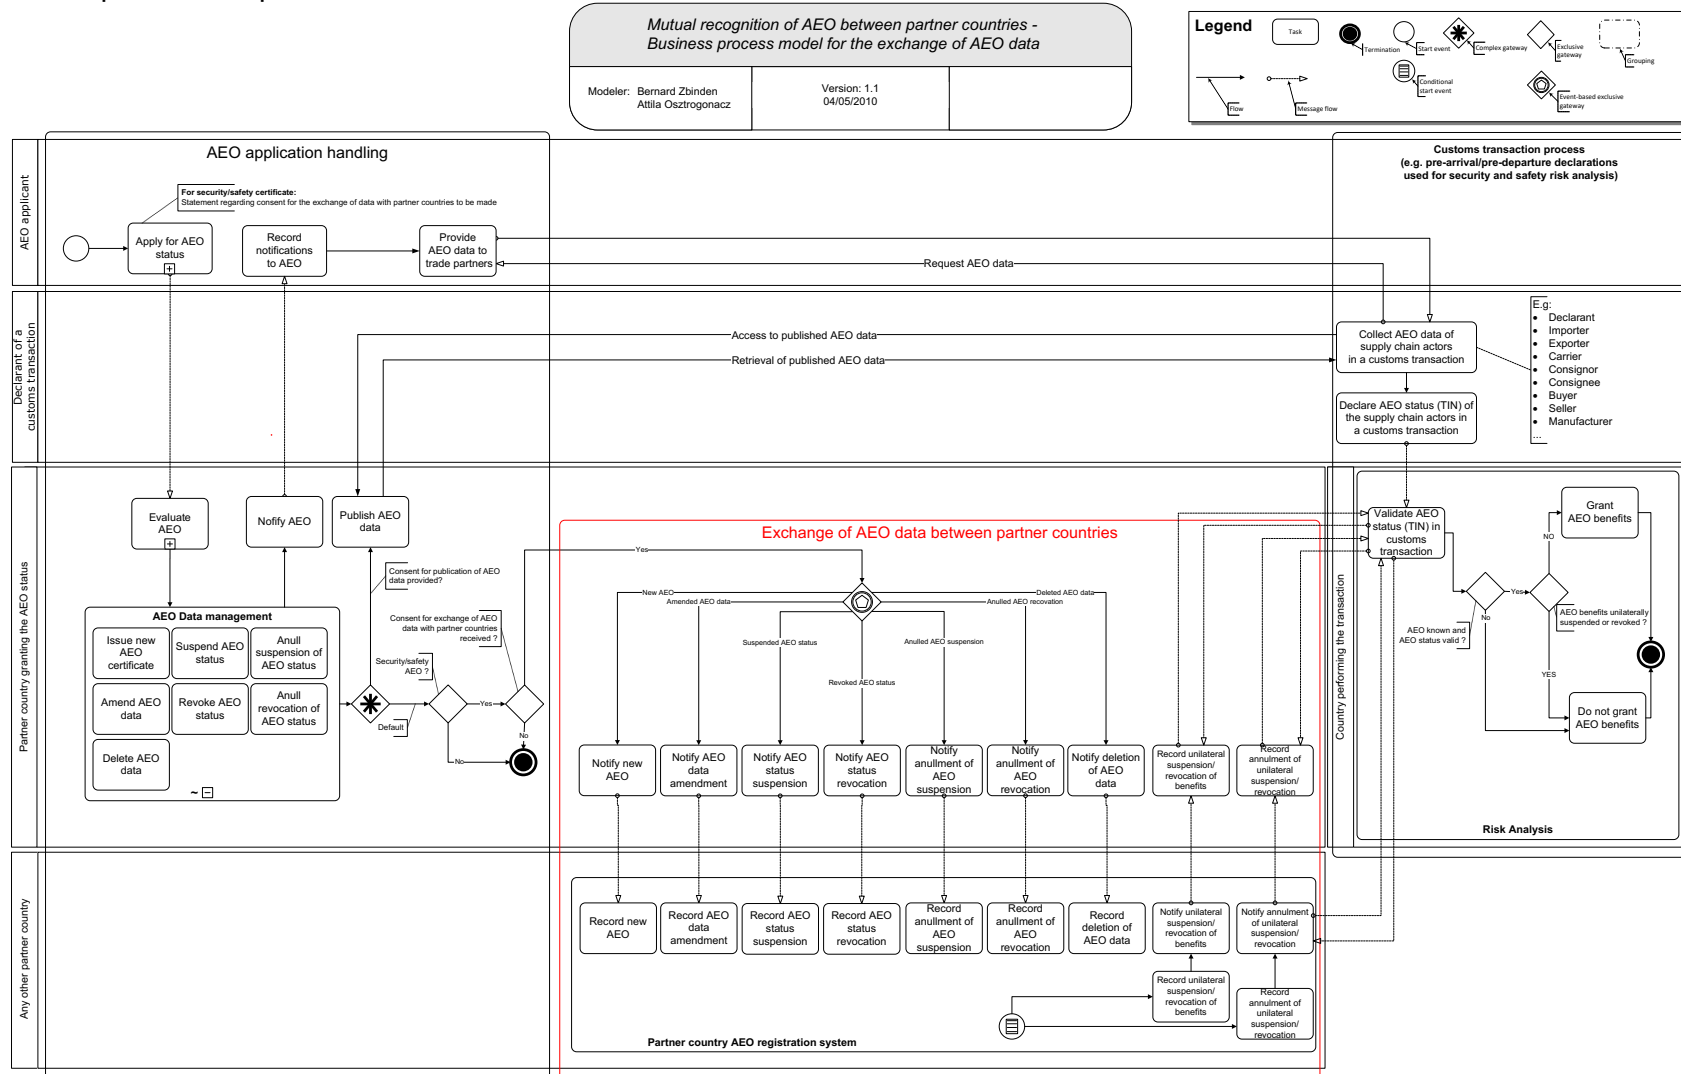 Mutual recognition of AEO between partner countries -
Business process model for the exchange of AEO data
Modeler: Bernard Zbinden
Attila Osztrogonacz
Version: 1.1
04/05/2010
Legend
Task
Termination
Start event
Complex gateway
Exclusive
gateway
Grouping
Flow
Message flow
Conditional
start event
Event-based exclusive
gateway
AEO applicant
AEO application handling
For security/safety certificate:
Statement regarding consent for the exchange of data with partner countries to be made
Apply for AEO
status
Record
notifications
to AEO
Provide
AEO data to
trade partners
Request AEO data
Customs transaction process
(e.g. pre-arrival/pre-departure declarations
used for security and safety risk analysis)
Declarant of a
customs transaction
Access to published AEO data
Retrieval of published AEO data
Collect AEO data of
supply chain actors
in a customs transaction
Declare AEO status (TIN) of
the supply chain actors in
a customs transaction
E.g:
• Declarant
• Importer
• Exporter
• Carrier
• Consignor
• Consignee
• Buyer
• Seller
• Manufacturer
...
Partner country granting the AEO status
Evaluate
AEO
Nofify AEO
Publish AEO
data
Consent for publication of AEO
data provided?
Consent for exchange of AEO
data with partner countries
received ?
Security/safety
AEO ?
Default
Yes
No
No
Yes
AEO Data management
Issue new
AEO
certificate
Suspend AEO
status
Anull
suspension of
AEO status
Amend AEO
data
Revoke AEO
status
Anull
revocation of
AEO status
Delete AEO
data
~
Exchange of AEO data between partner countries
New AEO
Amended AEO data
Suspended AEO status
Revoked AEO status
Anulled AEO suspension
Anulled AEO recovation
Deleted AEO data
Notify new
AEO
Notify AEO
data
amendment
Notify AEO
status
suspension
Notify AEO
status
revocation
Notify
anullment of
AEO
suspension
Notify
anullment of
AEO
revocation
Notify deletion
of AEO
data
Record unilateral
suspension/
revocation of
benefits
Record
annulment of
unilateral
suspension/
revocation
Country performing the transaction
Validate AEO
status (TIN) in
customs
transaction
AEO known and
AEO status valid ?
Yes
No
AEO benefits unilaterally
suspended or revoked ?
NO
YES
Grant
AEO benefits
Do not grant
AEO benefits
Risk Analysis
Any other partner country
Record new
AEO
Record AEO
data
amendment
Record AEO
status
suspension
Record AEO
status
revocation
Record
anullment of
AEO
suspension
Record
anullment of
AEO
revocation
Record
deletion of
AEO data
Notify unilateral
suspension/
revocation of
benefits
Notify annulment
of unilateral
suspension/
revocation
Record unilateral
suspension/
revocation of
benefits
Record
annulment of
unilateral
suspension/
revocation
Partner country AEO registration system